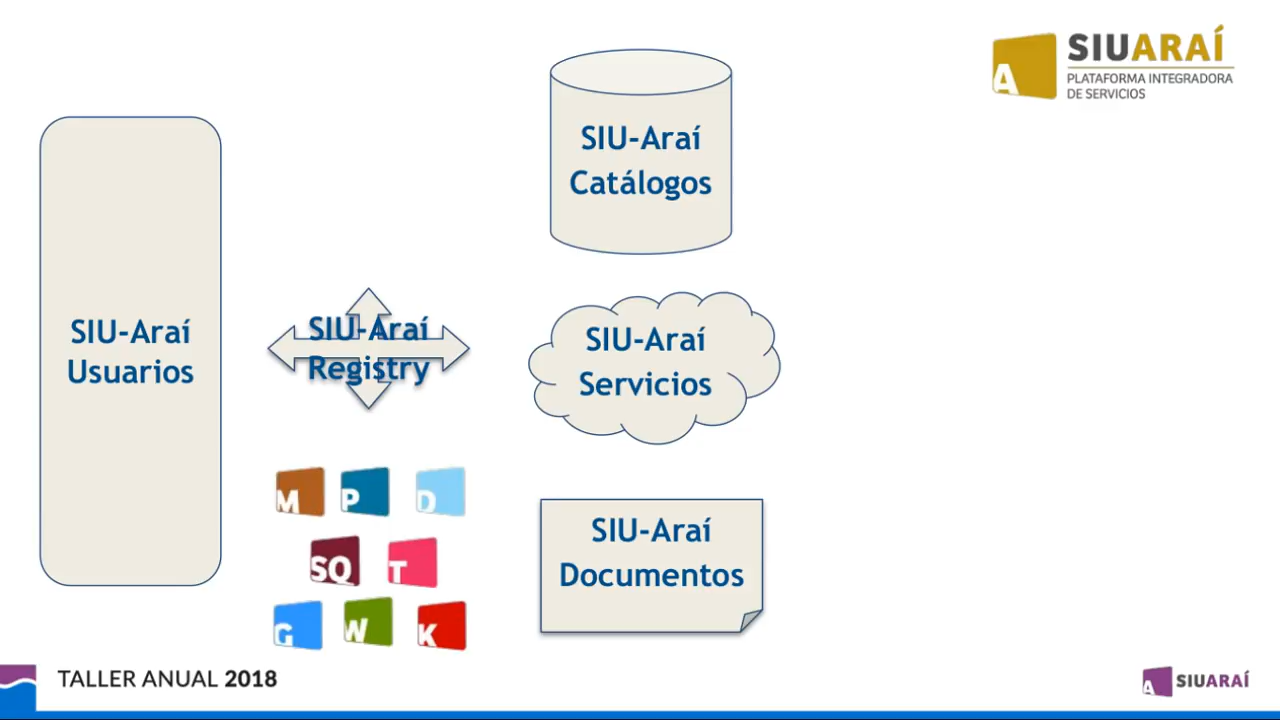 A
SIUARAÍ
PLATAFORMA INTEGRADORA
DE SERVICIOS
SIU-Araí
Catálogos
SIU-Araí
Usuarios
SIU-Araí
Registry
SIU-Araí
Servicios
M P D
SQ T
G W K
SIU-Araí
Documentos
TALLER ANUAL 2018
A SIUARAÍ